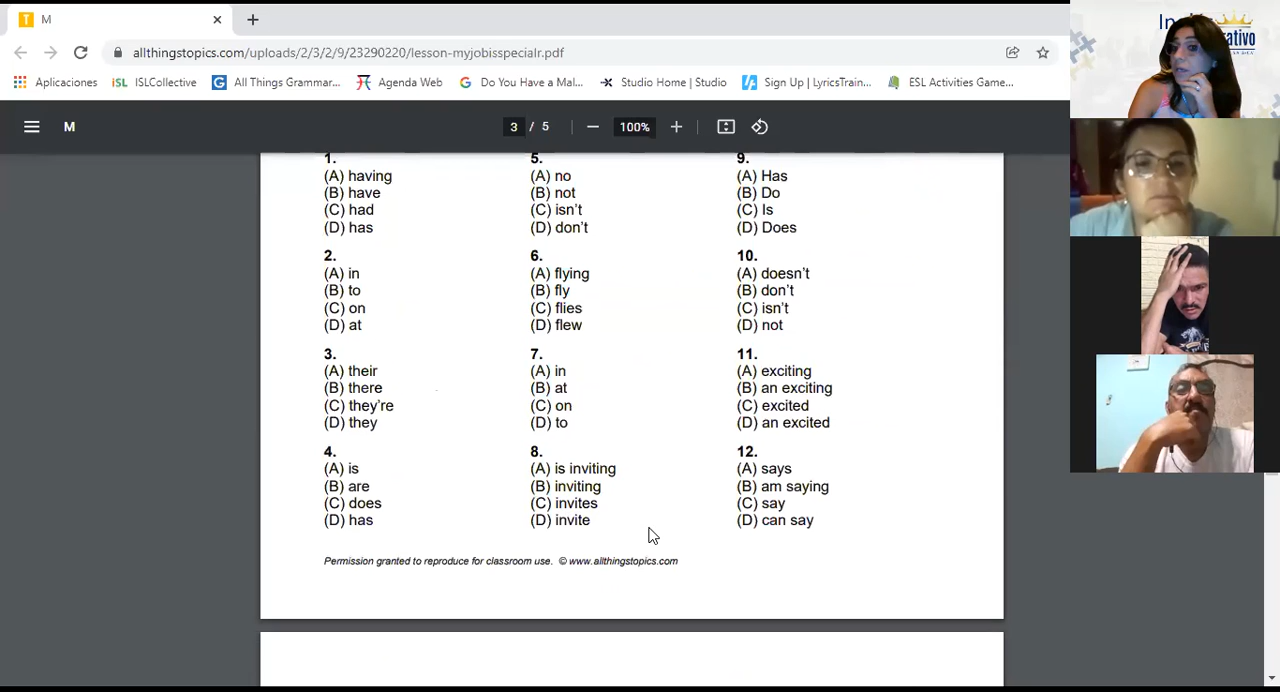 M
allthingstopics.com/uploads/2/3/2/9/23290220/lesson-myjobisspecialr.pdf
Aplicaciones iSL ISLCollective All Things Grammar... Agenda Web Do You Have a Mal... Studio Home | Studio Sign Up | LyricsTrain... ESL Activities Game...
M 3 / 5 100%
1.
(A) having
(B) have
(C) had
(D) has
2.
(A) in
(B) to
(C) on
(D) at
3.
(A) their
(B) there
(C) they're
(D) they
4.
(A) is
(B) are
(C) does
(D) has
5.
(A) no
(B) not
(C) isn't
(D) don't
6.
(A) flying
(B) fly
(C) flies
(D) flew
7.
(A) in
(B) at
(C) on
(D) to
8.
(A) is inviting
(B) inviting
(C) invites
(D) invite
9.
(A) Has
(B) Do
(C) Is
(D) Does
10.
(A) doesn't
(B) don't
(C) isn't
(D) not
11.
(A) exciting
(B) an exciting
(C) excited
(D) an excited
12.
(A) says
(B) am saying
(C) say
(D) can say
Permission granted to reproduce for classroom use. © www.allthingstopics.com